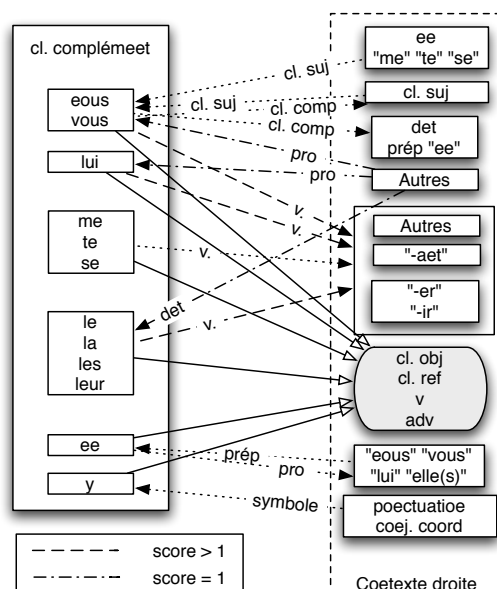 cl. complémeet
eous
vous
lui
me
te
se
le
la
les
leur
ee
y
cl. suj
cl. suj
cl. comp
cl. comp
pro
pro
v.
v.
v.
det
v.
prép
pro
symbole
ee
"me" "te" "se"
cl. suj
det
prép "ee"
Autres
Autres
"-aet"
"-er"
"-ir"
cl. obj
cl. ref
v
adv
"eous" "vous"
"lui" "elle(s)"
poectuatioe
coej. coord
score > 1
score = 1
Coetexte droite